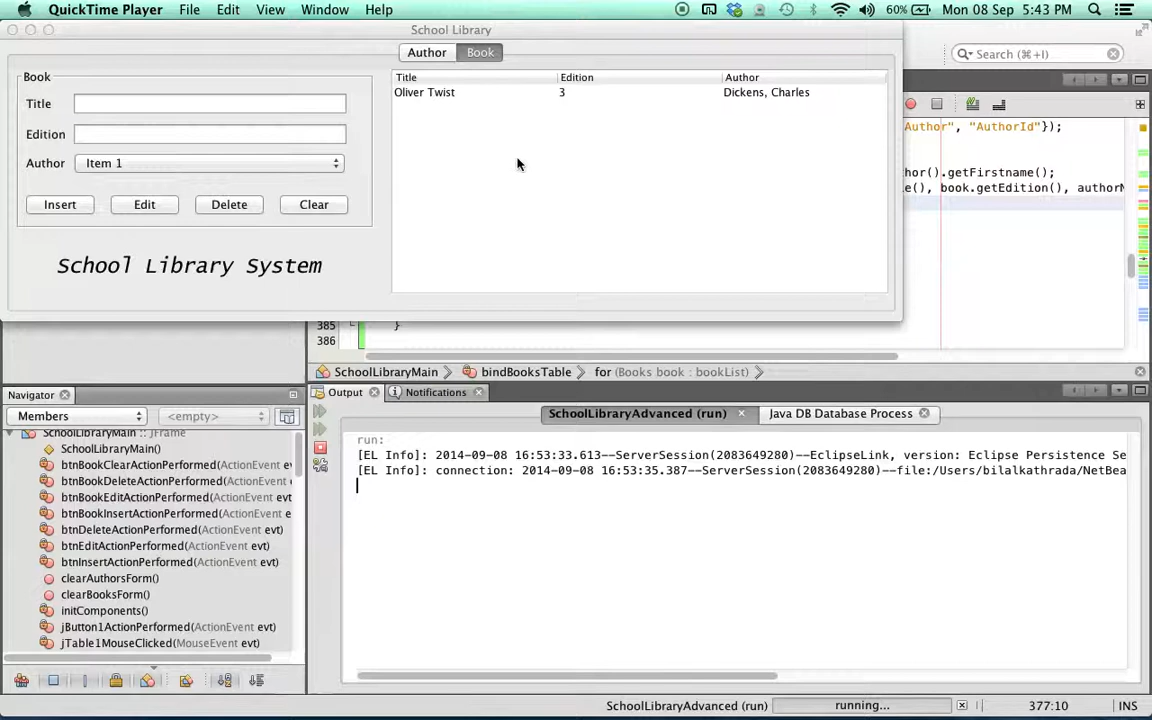 QuickTime Player File Edit View Window Help 60% Mon 08 Sep 5:43 PM
School Library
Author Book
Search (⌘+I)
Book
Title Edition Author
Title
Oliver Twist 3 Dickens, Charles
Edition
Author Item 1
Insert Edit Delete Clear
School Library System
Author", "AuthorId"});
hor().getFirstname();
le(), book.getEdition(), authorN
385 }
386
SchoolLibraryMain bindBooksTable for (Books book : bookList)
Navigator
Output Notifications
Members <empty>
SchoolLibraryAdvanced (run) Java DB Database Process
SchoolLibraryMain :: JFrame
SchoolLibraryMain()
btnBookClearActionPerformed(ActionEvent e
btnBookDeleteActionPerformed(ActionEvent
btnBookEditActionPerformed(ActionEvent ev
btnBookInsertActionPerformed(ActionEvent e
btnDeleteActionPerformed(ActionEvent evt)
btnEditActionPerformed(ActionEvent evt)
btnInsertActionPerformed(ActionEvent evt)
clearAuthorsForm()
clearBooksForm()
initComponents()
jButton1ActionPerformed(ActionEvent evt)
jTable1MouseClicked(MouseEvent evt)
run:
[EL Info]: 2014-09-08 16:53:33.613--ServerSession(2083649280)--EclipseLink, version: Eclipse Persistence Se
[EL Info]: connection: 2014-09-08 16:53:35.387--ServerSession(2083649280)--file:/Users/bilalkathrada/NetBea
SchoolLibraryAdvanced (run) running... 377:10 INS